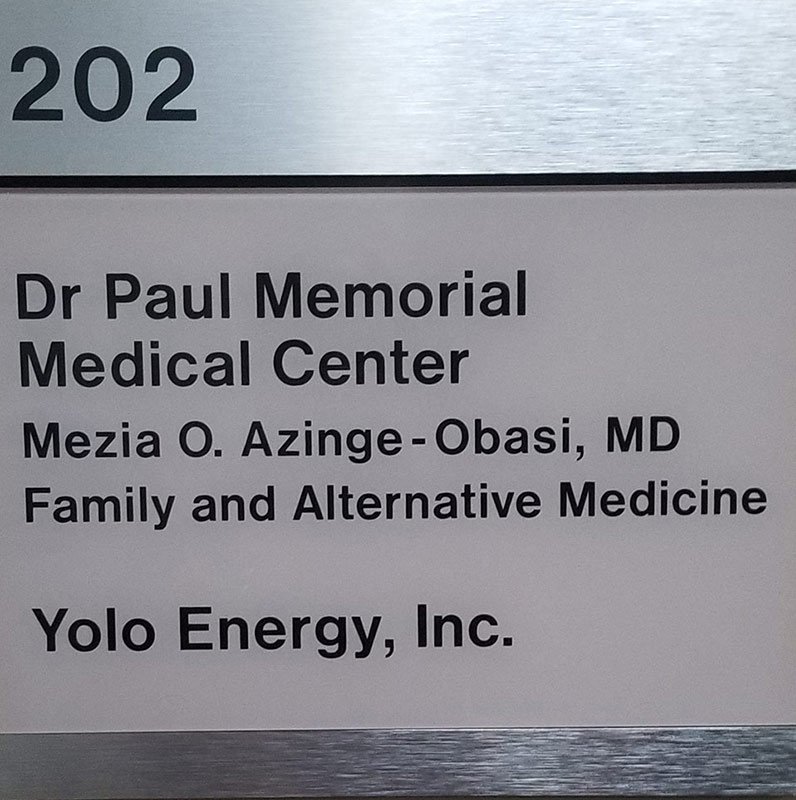 202
Dr Paul Memorial
Medical Center
Mezia O. Azinge-Obasi, MD
Family and Alternative Medicine
Yolo Energy, Inc.